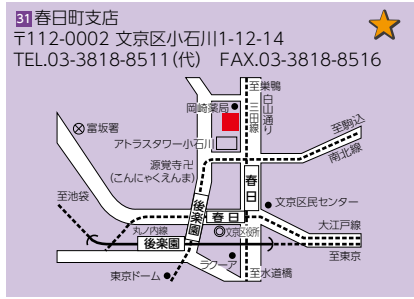 31 春日町支店
〒112-0002 文京区小石川1-12-14
TEL.03-3818-8511(代) FAX.03-3818-8516
至巣鴨
岡崎薬局
三田線
白山通り
至駒込
富坂署
アトラスタワー小石川
南北線
源覚寺卍
(こんにゃくえんま)
春日
至池袋
後楽園
文京区民センター
春日
大江戸線
丸ノ内線
文京区役所
後楽園
至東京
ラクーア
東京ドーム
至水道橋